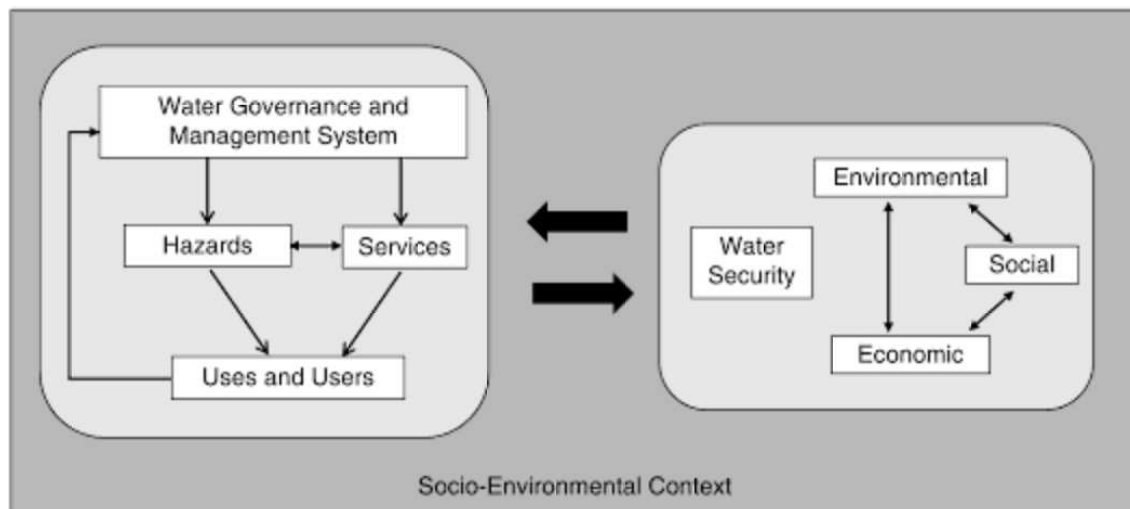 Water Governance and
Management System
Hazards
Services
Uses and Users
Water
Security
Environmental
Social
Economic
Socio-Environmental Context